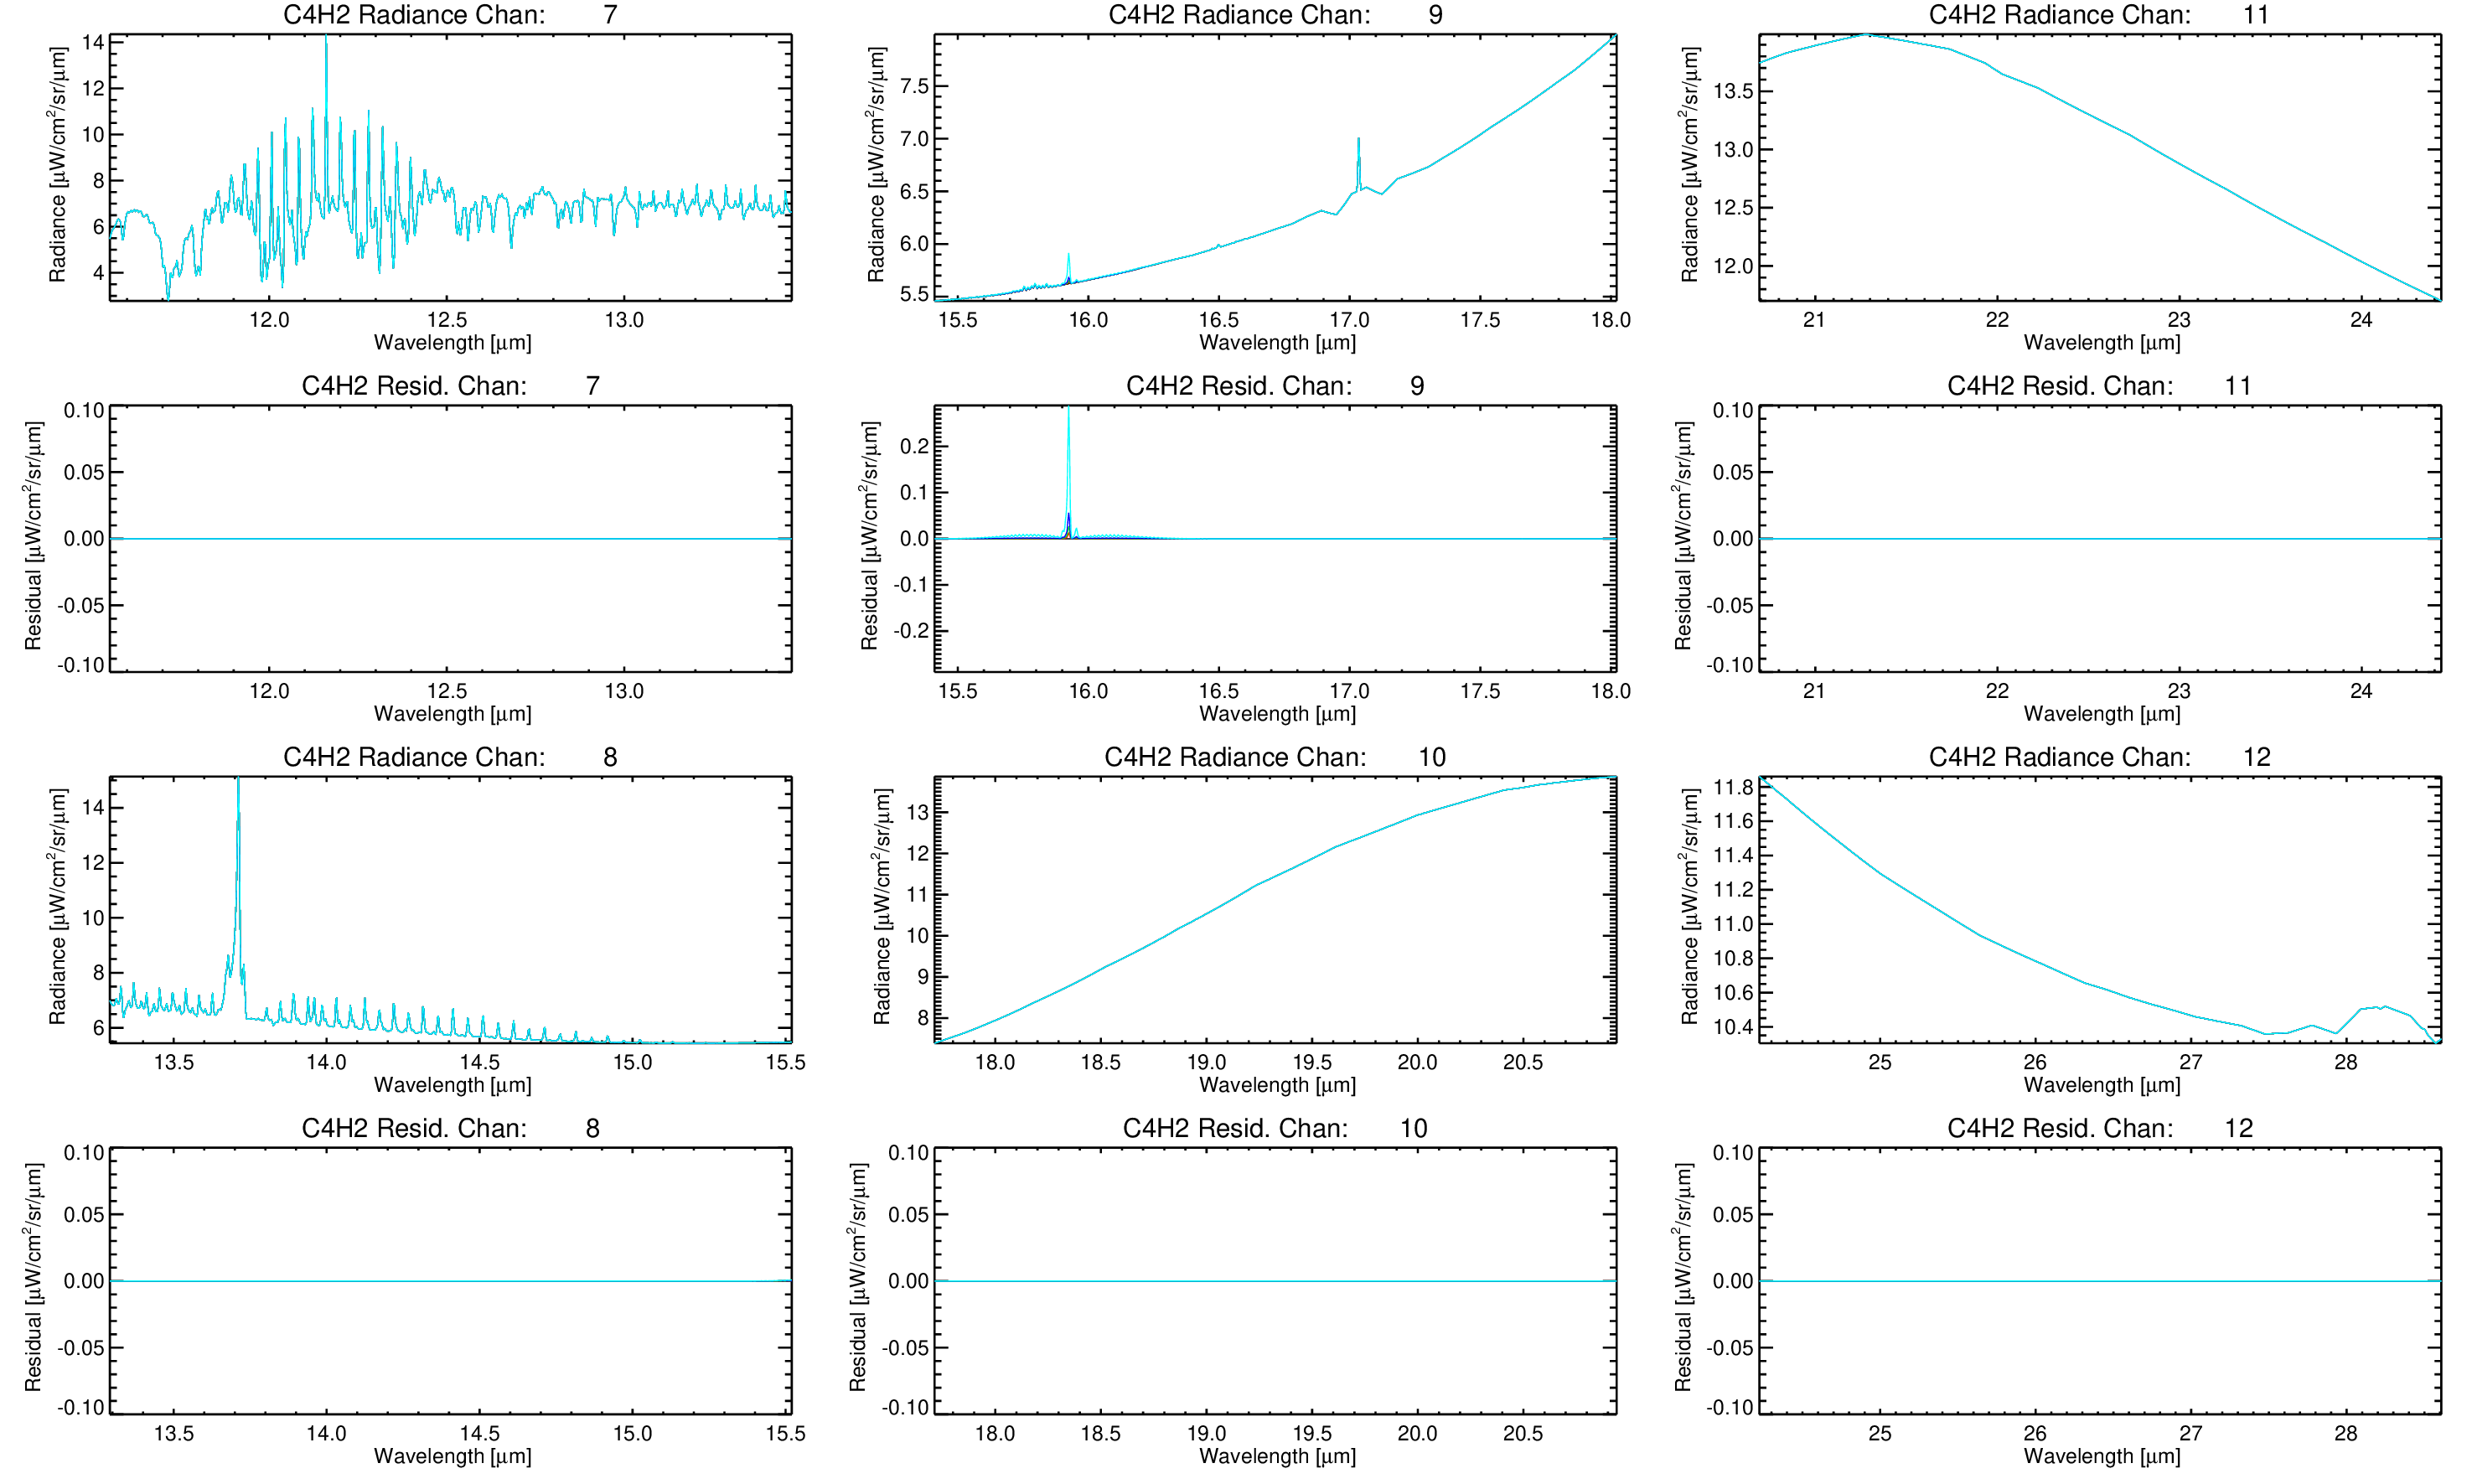 C4H2 Radiance Chan: 7
Radiance [μW/cm²/sr/μm]
14
12
10
8
6
4
12.0 12.5 13.0
Wavelength [μm]
C4H2 Radiance Chan: 9
Radiance [μW/cm²/sr/μm]
7.5
7.0
6.5
6.0
5.5
15.5 16.0 16.5 17.0 17.5 18.0
Wavelength [μm]
C4H2 Radiance Chan: 11
Radiance [μW/cm²/sr/μm]
13.5
13.0
12.5
12.0
21 22 23 24
Wavelength [μm]
C4H2 Resid. Chan: 7
Residual [μW/cm²/sr/μm]
0.10
0.05
0.00
-0.05
-0.10
12.0 12.5 13.0
Wavelength [μm]
C4H2 Resid. Chan: 9
Residual [μW/cm²/sr/μm]
0.2
0.1
0.0
-0.1
-0.2
15.5 16.0 16.5 17.0 17.5 18.0
Wavelength [μm]
C4H2 Resid. Chan: 11
Residual [μW/cm²/sr/μm]
0.10
0.05
0.00
-0.05
-0.10
21 22 23 24
Wavelength [μm]
C4H2 Radiance Chan: 8
Radiance [μW/cm²/sr/μm]
14
12
10
8
6
13.5 14.0 14.5 15.0 15.5
Wavelength [μm]
C4H2 Radiance Chan: 10
Radiance [μW/cm²/sr/μm]
13
12
11
10
9
8
18.0 18.5 19.0 19.5 20.0 20.5
Wavelength [μm]
C4H2 Radiance Chan: 12
Radiance [μW/cm²/sr/μm]
11.8
11.6
11.4
11.2
11.0
10.8
10.6
10.4
25 26 27 28
Wavelength [μm]
C4H2 Resid. Chan: 8
Residual [μW/cm²/sr/μm]
0.10
0.05
0.00
-0.05
-0.10
13.5 14.0 14.5 15.0 15.5
Wavelength [μm]
C4H2 Resid. Chan: 10
Residual [μW/cm²/sr/μm]
0.10
0.05
0.00
-0.05
-0.10
18.0 18.5 19.0 19.5 20.0 20.5
Wavelength [μm]
C4H2 Resid. Chan: 12
Residual [μW/cm²/sr/μm]
0.10
0.05
0.00
-0.05
-0.10
25 26 27 28
Wavelength [μm]